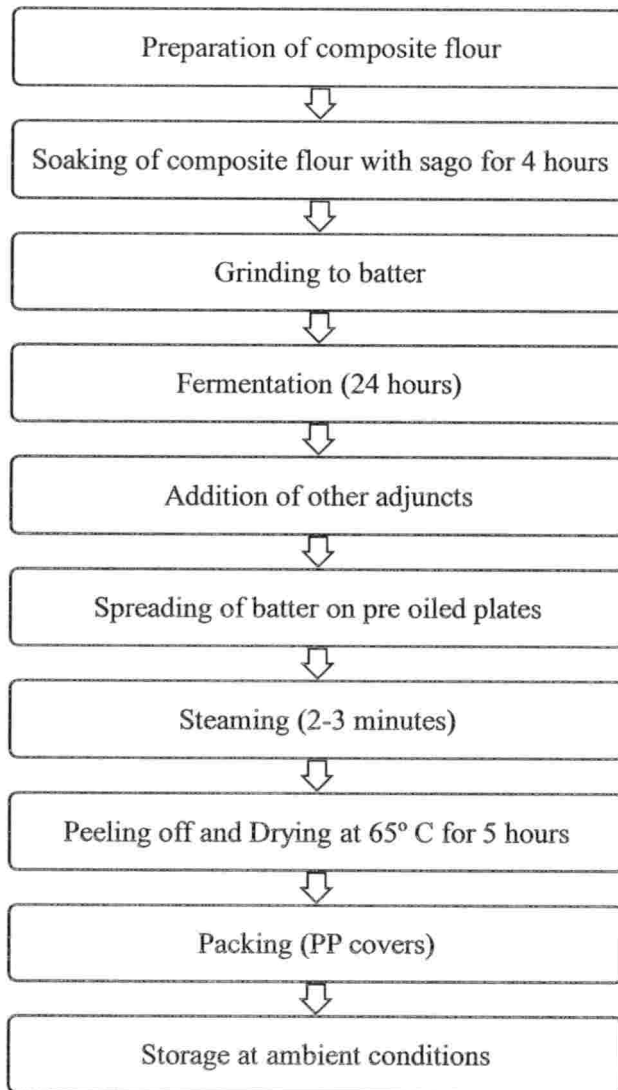 Preparation of composite flour
Soaking of composite flour with sago for 4 hours
Grinding to batter
Fermentation (24 hours)
Addition of other adjuncts
Spreading of batter on pre oiled plates
Steaming (2-3 minutes)
Peeling off and Drying at 65º C for 5 hours
Packing (PP covers)
Storage at ambient conditions